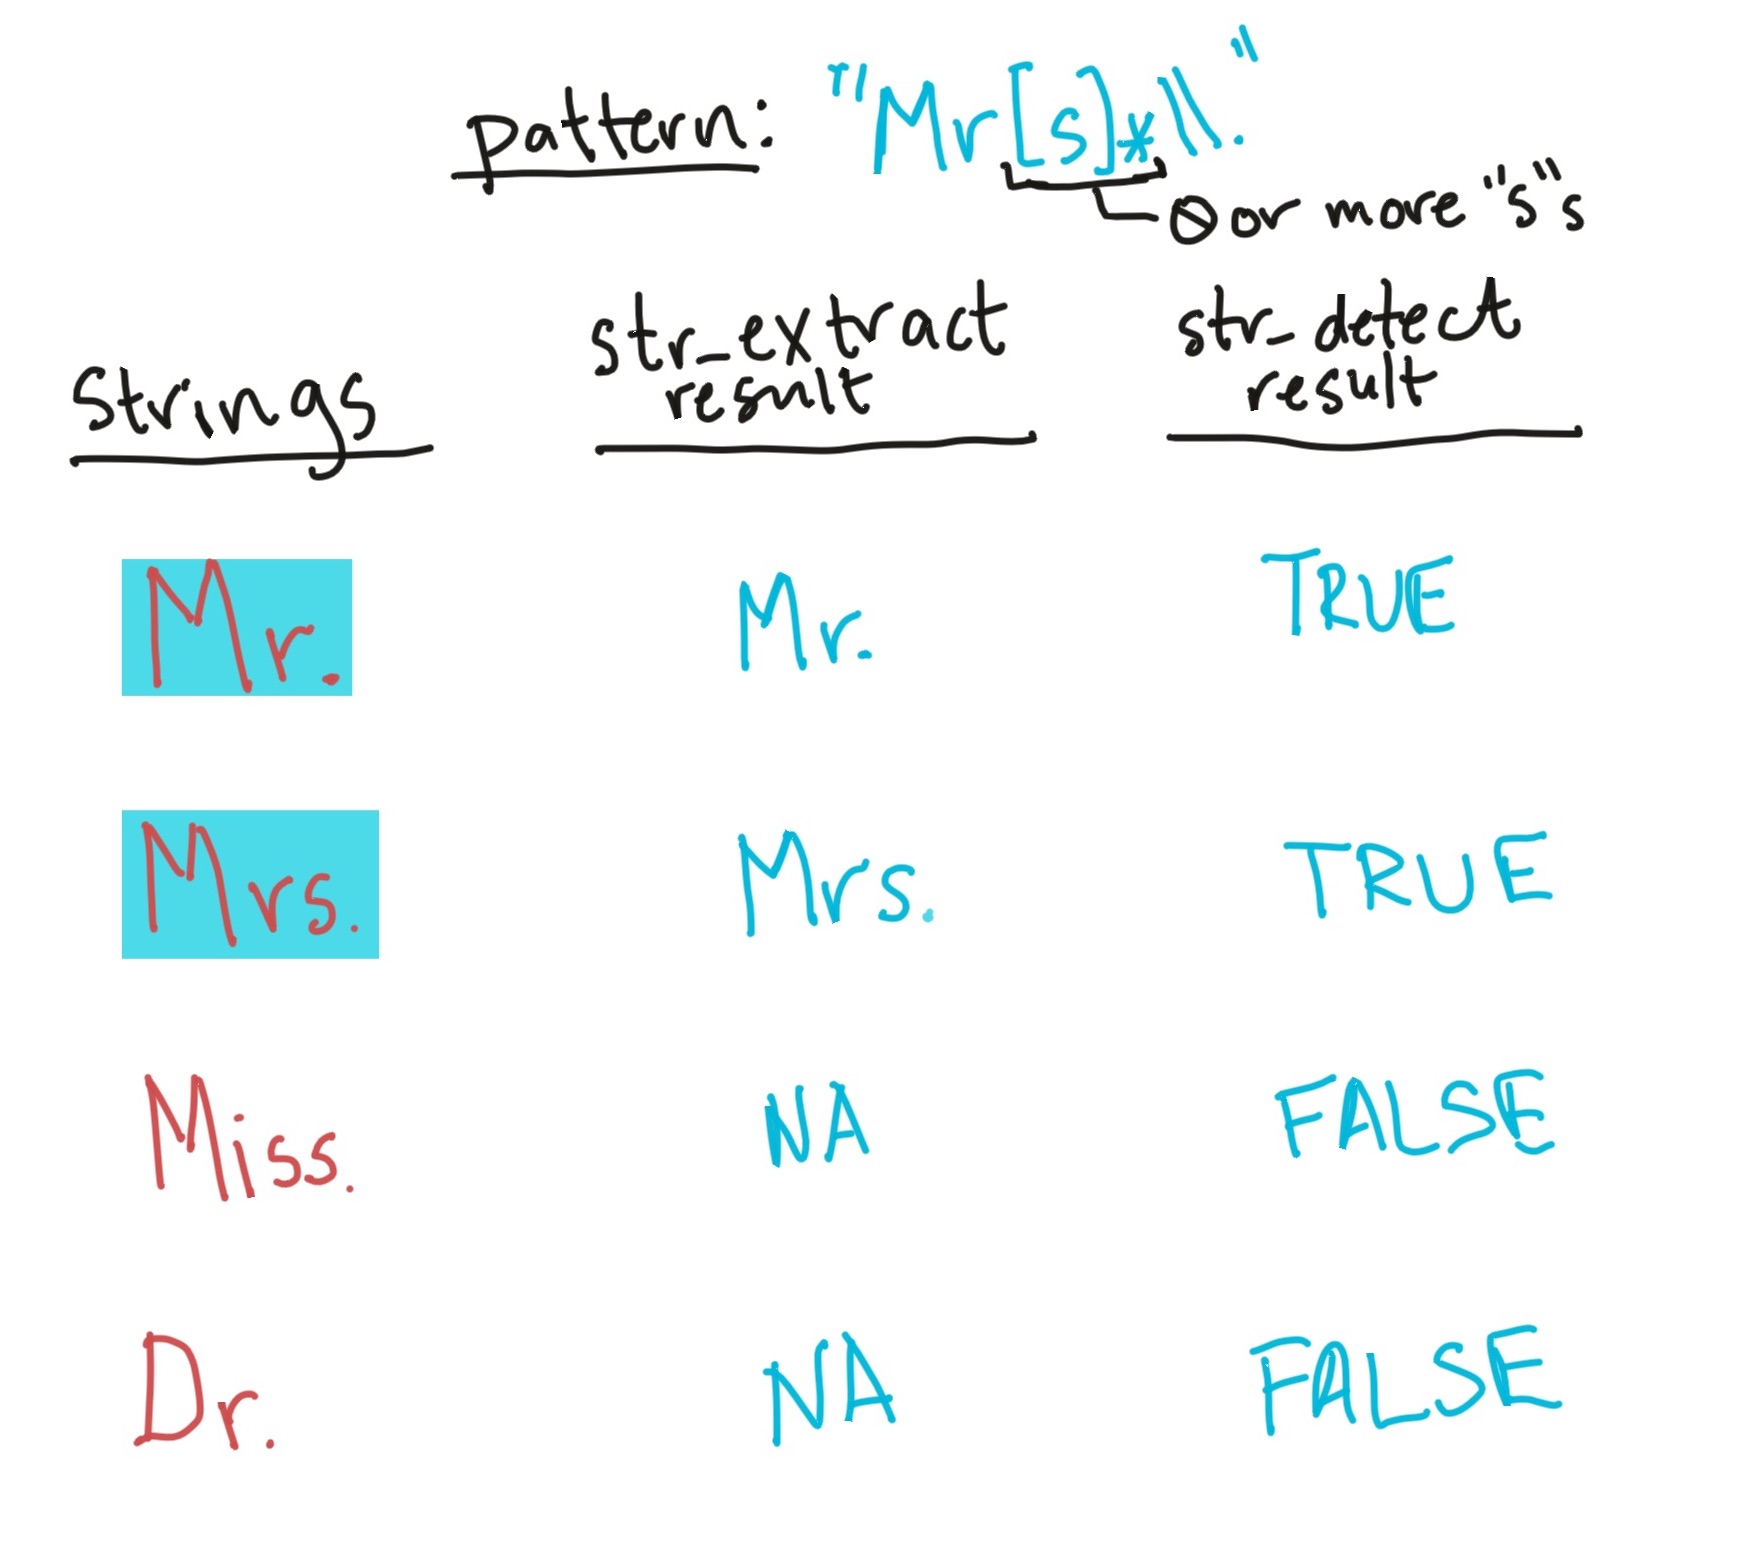 pattern: "Mr[s]*\\."
0 or more "s"s
strings str_extract result str_detect result
Mr. Mr. TRUE
Mrs. Mrs. TRUE
Miss. NA FALSE
Dr. NA FALSE